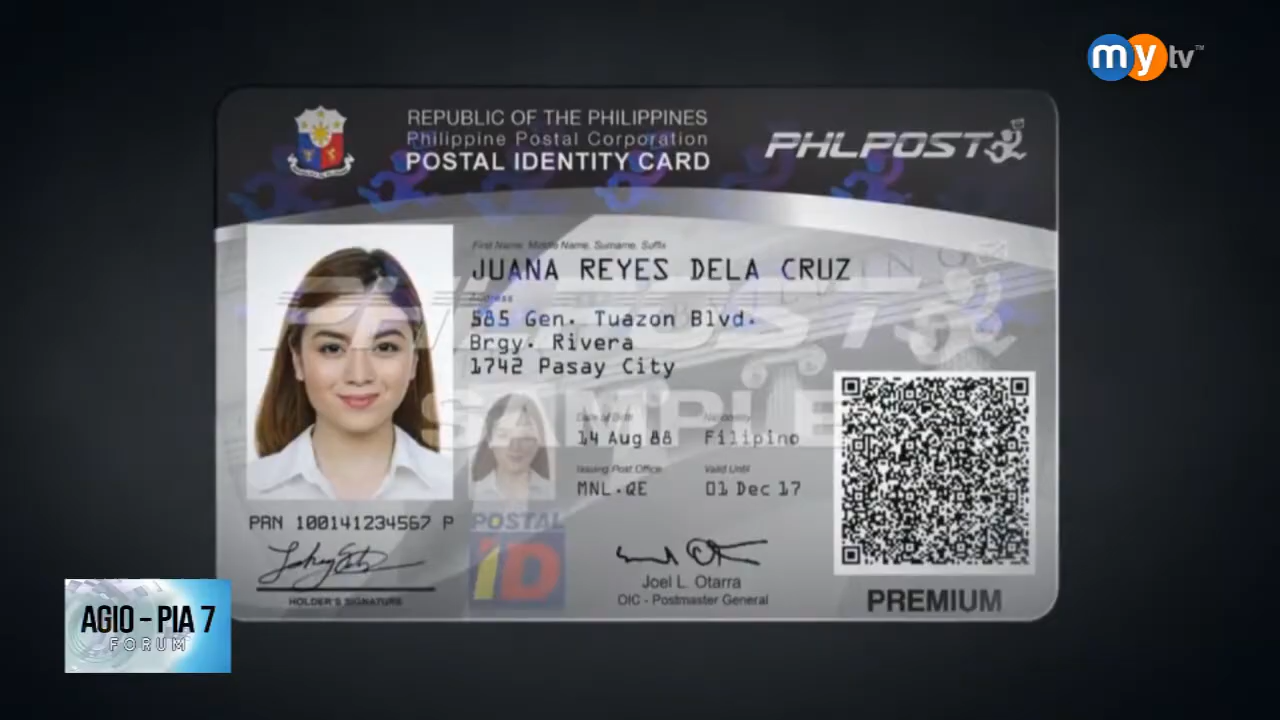 my tv™
REPUBLIC OF THE PHILIPPINES
Philippine Postal Corporation
POSTAL IDENTITY CARD
PHLPOST
First Name, Middle Name, Surname, Suffix
JUANA REYES DELA CRUZ
Address
585 Gen. Tuazon Blvd.
Brgy. Rivera
1742 Pasay City
PHLPOST
SAMPLE
Date of Birth
Nationality
14 Aug 88
Filipino
Issuing Post Office
Valid Until
MNL.QE
01 Dec 17
PRN 100141234567 P
HOLDER'S SIGNATURE
POSTAL
iD
Joel L. Otarra
OIC - Postmaster General
PREMIUM
AGIO – PIA 7
FORUM